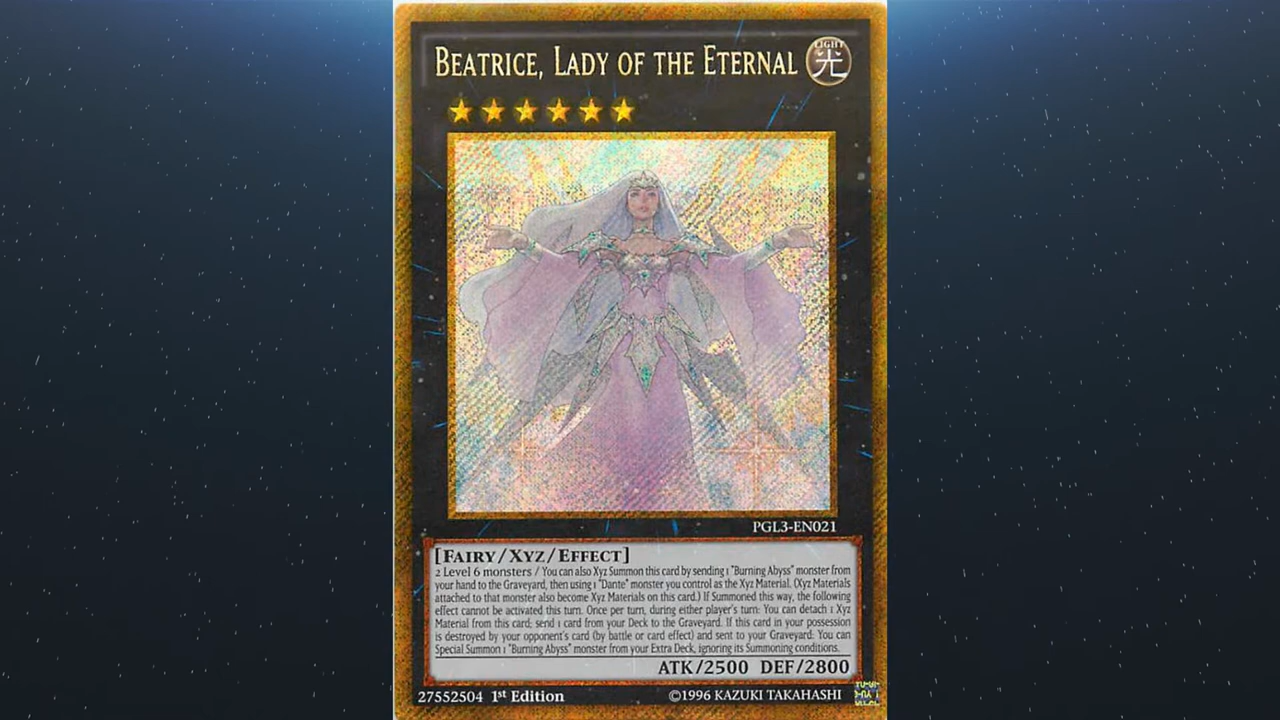 BEATRICE, LADY OF THE ETERNAL
LIGHT
光
PGL3-EN021
[FAIRY/XYZ/EFFECT]
2 Level 6 monsters / You can also Xyz Summon this card by sending 1 "Burning Abyss" monster from
your hand to the Graveyard, then using 1 "Dante" monster you control as the Xyz Material. (Xyz Materials
attached to that monster also become Xyz Materials on this card.) If Summoned this way, the following
effect cannot be activated this turn. Once per turn, during either player's turn: You can detach 1 Xyz
Material from this card; send 1 card from your Deck to the Graveyard. If this card in your possession
is destroyed by your opponent's card (by battle or card effect) and sent to your Graveyard: You can
Special Summon 1 "Burning Abyss" monster from your Extra Deck, ignoring its Summoning conditions.
ATK/2500 DEF/2800
27552504 1st Edition ©1996 KAZUKI TAKAHASHI